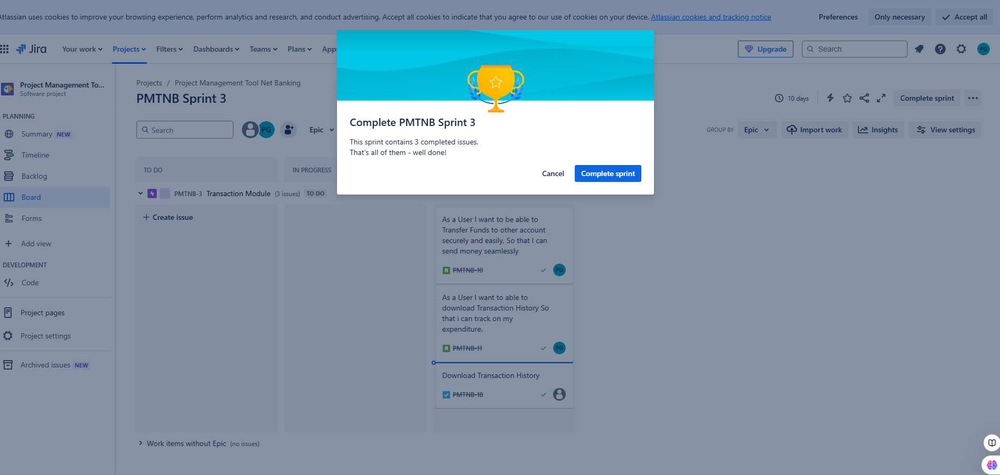 Atlassian uses cookies to improve your browsing experience, perform analytics and research, and conduct advertising. Accept all cookies to indicate that you agree to our use of cookies on your device. Atlassian cookies and tracking notice
Preferences
Only necessary
Accept all
Jira
Your work
Projects
Filters
Dashboards
Teams
Plans
Apps
Upgrade
Search
PG
Project Management To...
Software project
PLANNING
Summary NEW
Timeline
Backlog
Board
Forms
Add view
DEVELOPMENT
Code
Project pages
Project settings
Archived issues NEW
Projects / Project Management Tool Net Banking
PMTNB Sprint 3
10 days
Complete sprint
Search
PG
Epic
GROUP BY
Epic
Import work
Insights
View settings
Complete PMTNB Sprint 3
This sprint contains 3 completed issues.
That's all of them - well done!
Cancel
Complete sprint
TO DO
IN PROGRESS
PMTNB-3 Transaction Module (3 issues) TO DO
Create issue
As a User I want to be able to
Transfer Funds to other account
securely and easily, So that I can
send money seamlessly
PMTNB-10
PG
As a User I want to able to
download Transaction History So
that i can track on my
expenditure.
PMTNB-11
PG
Download Transaction History
PMTNB-18
Work items without Epic (no issues)